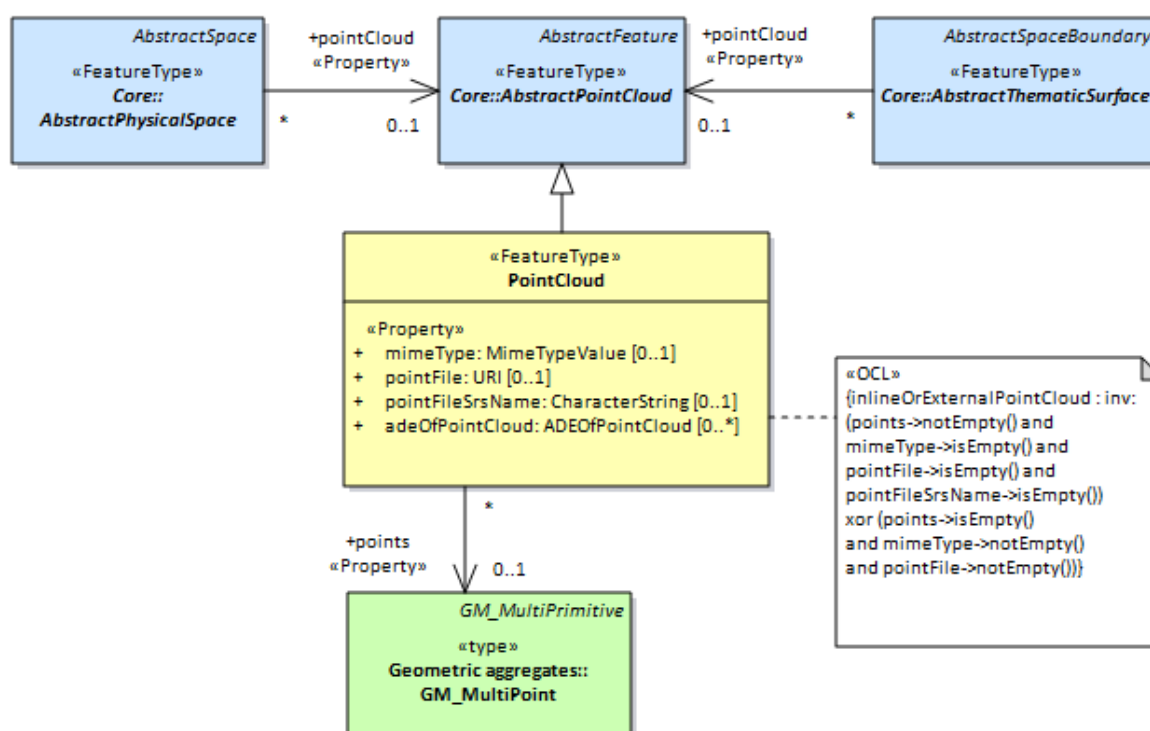 AbstractSpace
«FeatureType»
Core::
AbstractPhysicalSpace
+pointCloud
«Property»
*
0..1
AbstractFeature
«FeatureType»
Core::AbstractPointCloud
+pointCloud
«Property»
0..1
*
AbstractSpaceBoundary
«FeatureType»
Core::AbstractThematicSurface
«FeatureType»
PointCloud
«Property»
+ mimeType: MimeTypeValue [0..1]
+ pointFile: URI [0..1]
+ pointFileSrsName: CharacterString [0..1]
+ adeOfPointCloud: ADEOfPointCloud [0..*]
«OCL»
{inlineOrExternalPointCloud : inv:
(points->notEmpty() and
mimeType->isEmpty() and
pointFile->isEmpty() and
pointFileSrsName->isEmpty())
xor (points->isEmpty()
and mimeType->notEmpty()
and pointFile->notEmpty())}
*
+points
«Property»
0..1
GM_MultiPrimitive
«type»
Geometric aggregates::
GM_MultiPoint